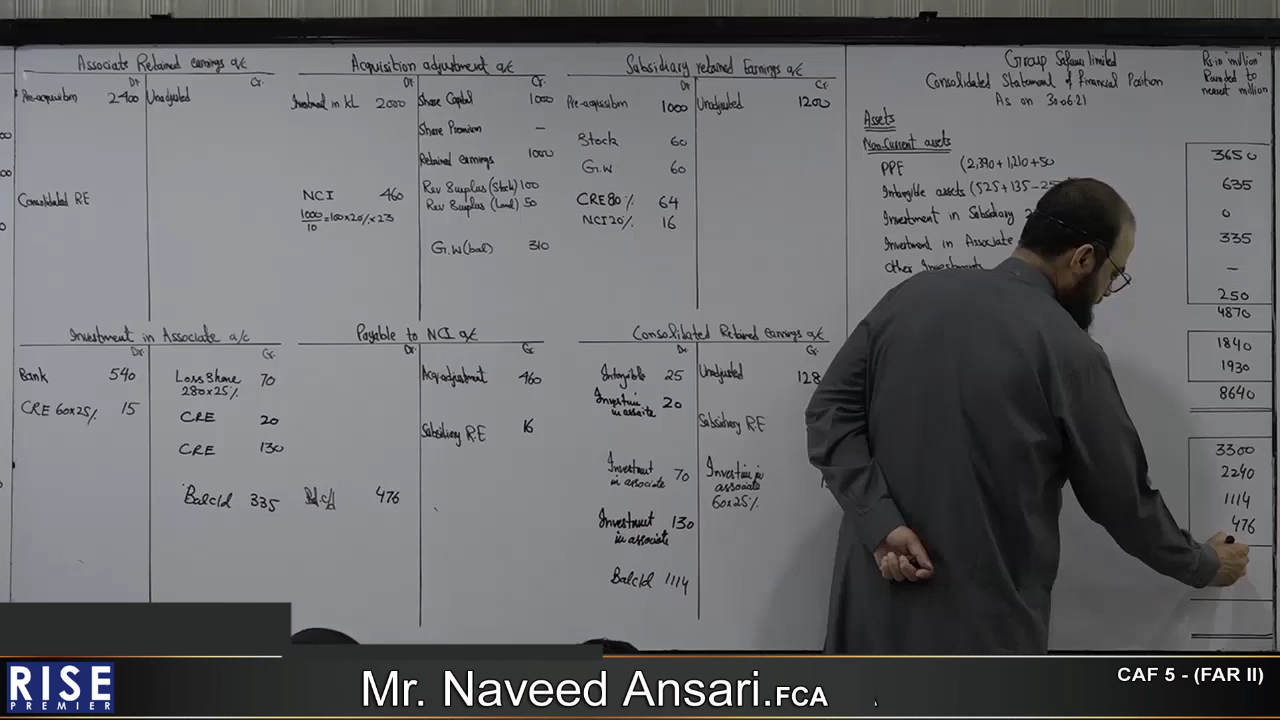 Associate Retained earnings a/c
Dr. Cr.
Pre-acquisition 2400 Unadjusted
Consolidated RE
Acquisition adjustment a/c
Dr. Cr.
Investment in KL 2000 Share Capital 1000
Share Premium —
Retained earnings 1000
Rev Surplus (Stock) 100
NCI 460 Rev Surplus (Land) 50
1000/10 = 100x20%x23
G.W (bal) 310
Subsidiary retained Earnings a/c
Dr. Cr.
Pre-acquisition 1000 Unadjusted 1200
Stock 60
G.W 60
CRE 80% 64
NCI 20% 16
Group Safawi limited
Consolidated Statement of Financial Position
As on 30.06.21
Rs. in "million"
Rounded to
nearest million
Assets
Non Current assets
PPE (2,390+1,210+50 3650
Intangible assets (525+135-25 635
Investment in Subsidiary 0
Investment in Associate 335
Other Investments —
250
4870
1840
1930
8640
3300
2240
1114
476
Investment in Associate a/c
Dr. Cr.
Bank 540 Loss Share 70
280x25%
CRE 60x25% 15 CRE 20
CRE 130
Bal c/d 335
Payable to NCI a/c
Dr. Cr.
Acq. adjustment 460
Subsidiary RE 16
476
Consolidated Retained earnings a/c
Dr. Cr.
Intangible 25 Unadjusted 128
20
Subsidiary R.E
Investment in associate 70
60x25%
Investment in associate 130
Bal c/d 1114
RISE
PREMIER
Mr. Naveed Ansari.FCA
CAF 5 - (FAR II)